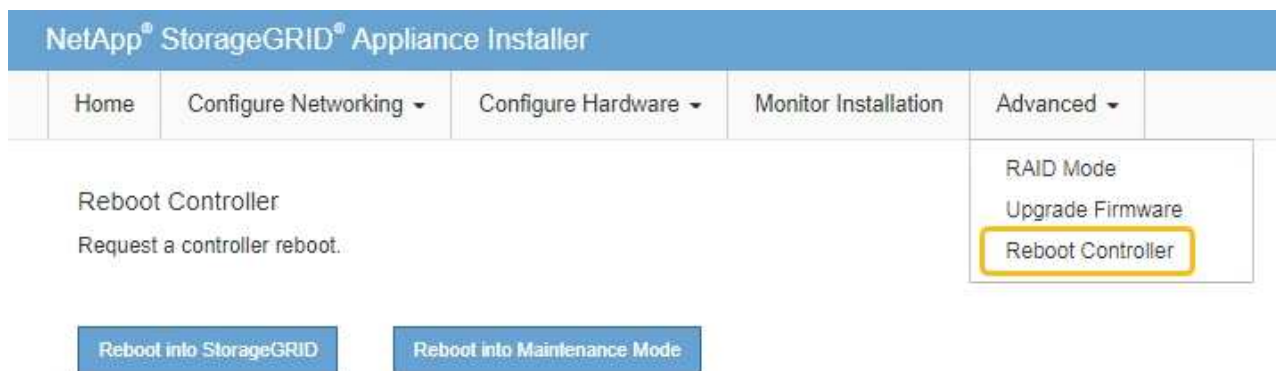 NetApp® StorageGRID® Appliance Installer
Home Configure Networking Configure Hardware Monitor Installation Advanced
RAID Mode
Upgrade Firmware
Reboot Controller
Reboot Controller
Request a controller reboot.
Reboot into StorageGRID Reboot into Maintenance Mode